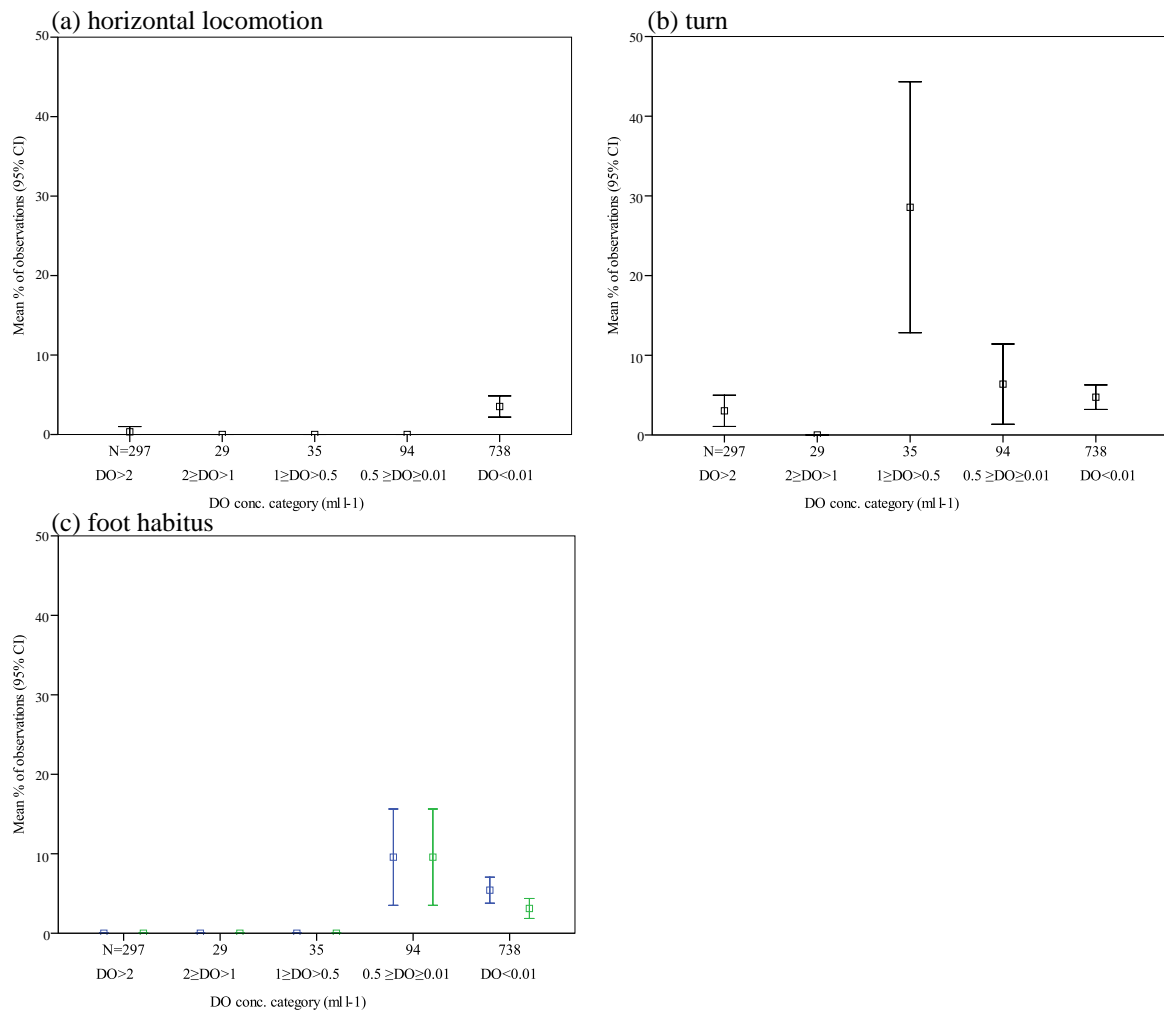 (a) horizontal locomotion
50
40
30
20
10
0
Mean % of observations (95% CI)
N=297 29 35 94 738
DO>2 2≥DO>1 1≥DO>0.5 0.5 ≥DO≥0.01 DO<0.01
DO conc. category (ml l-1)
(b) turn
50
40
30
20
10
0
Mean % of observations (95% CI)
N=297 29 35 94 738
DO>2 2≥DO>1 1≥DO>0.5 0.5 ≥DO≥0.01 DO<0.01
DO conc. category (ml l-1)
(c) foot habitus
50
40
30
20
10
0
Mean % of observations (95% CI)
N=297 29 35 94 738
DO>2 2≥DO>1 1≥DO>0.5 0.5 ≥DO≥0.01 DO<0.01
DO conc. category (ml l-1)